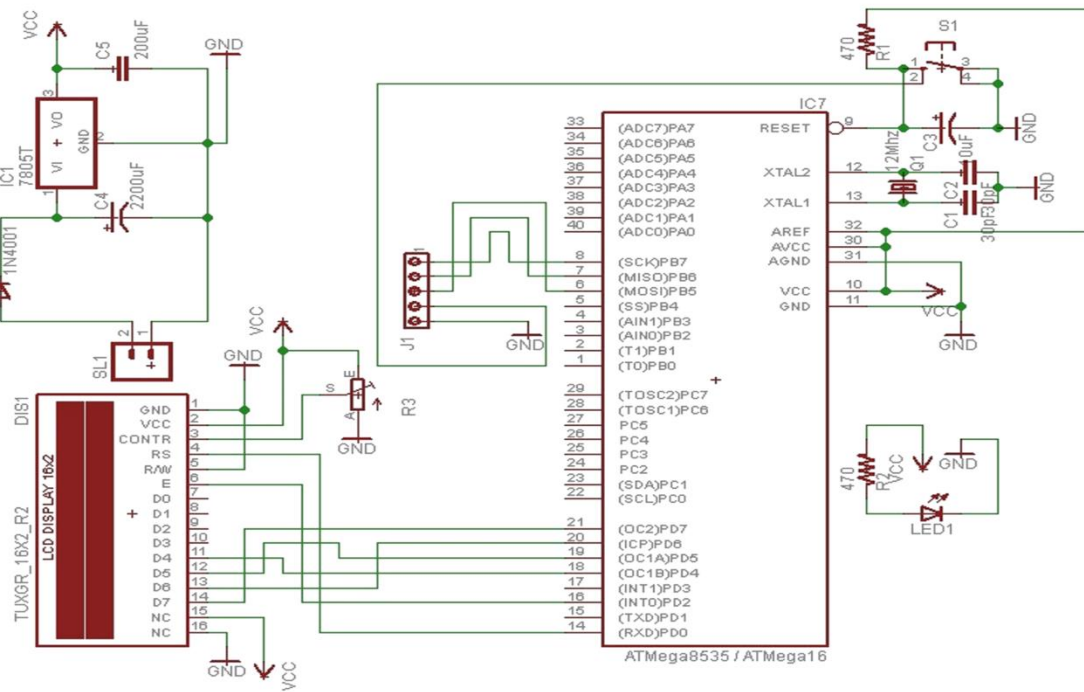 VCC
C5
200uF
GND
3
VO
+
VI
GND
2
1
IC1
7805T
C4
2200uF
+
1N4001
2
1
+
SL1
VCC
GND
E
S
A
R3
GND
DIS1
LCD DISPLAY 16x2
TUXGR_16X2_R2
+
GND 1
VCC 2
CONTR 3
RS 4
R/W 5
E 6
D0 7
D1 8
D2 9
D3 10
D4 11
D5 12
D6 13
D7 14
NC 15
NC 16
GND
VCC
1
J1
GND
IC7
33 (ADC7)PA7
34 (ADC6)PA6
35 (ADC5)PA5
36 (ADC4)PA4
37 (ADC3)PA3
38 (ADC2)PA2
39 (ADC1)PA1
40 (ADC0)PA0
8 (SCK)PB7
7 (MISO)PB6
6 (MOSI)PB5
5 (SS)PB4
4 (AIN1)PB3
3 (AIN0)PB2
2 (T1)PB1
1 (T0)PB0
+
29 (TOSC2)PC7
28 (TOSC1)PC6
27 PC5
26 PC4
25 PC3
24 PC2
23 (SDA)PC1
22 (SCL)PC0
21 (OC2)PD7
20 (ICP)PD6
19 (OC1A)PD5
18 (OC1B)PD4
17 (INT1)PD3
16 (INT0)PD2
15 (TXD)PD1
14 (RXD)PD0
RESET 9
XTAL2 12
XTAL1 13
AREF 32
AVCC 30
AGND 31
VCC 10
GND 11
ATMega8535 / ATMega16
470
R1
S1
1
2
3
4
C3
+
GND
12Mhz
Q1
C2
C1
30pF
30pF
GND
VCC
GND
470
R2
VCC
GND
LED1